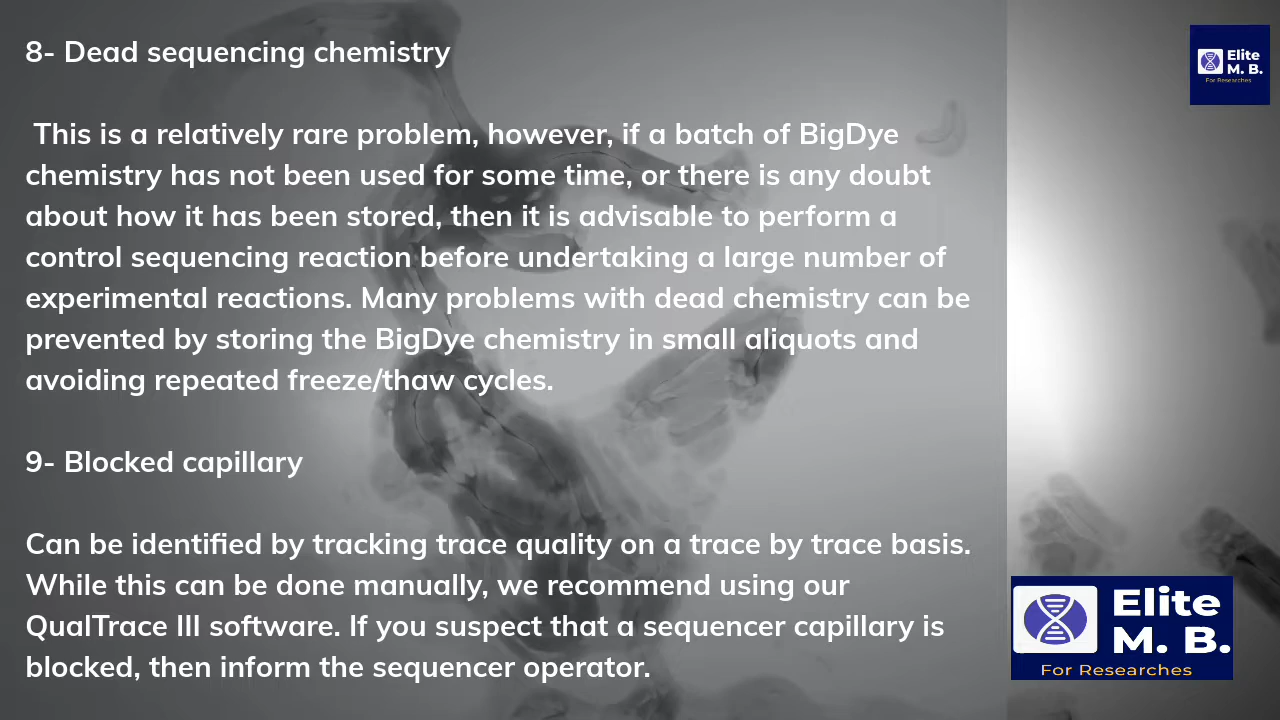 8- Dead sequencing chemistry
This is a relatively rare problem, however, if a batch of BigDye
chemistry has not been used for some time, or there is any doubt
about how it has been stored, then it is advisable to perform a
control sequencing reaction before undertaking a large number of
experimental reactions. Many problems with dead chemistry can be
prevented by storing the BigDye chemistry in small aliquots and
avoiding repeated freeze/thaw cycles.
9- Blocked capillary
Can be identified by tracking trace quality on a trace by trace basis.
While this can be done manually, we recommend using our
QualTrace III software. If you suspect that a sequencer capillary is
blocked, then inform the sequencer operator.
Elite
M. B.
For Researches
Elite
M. B.
For Researches